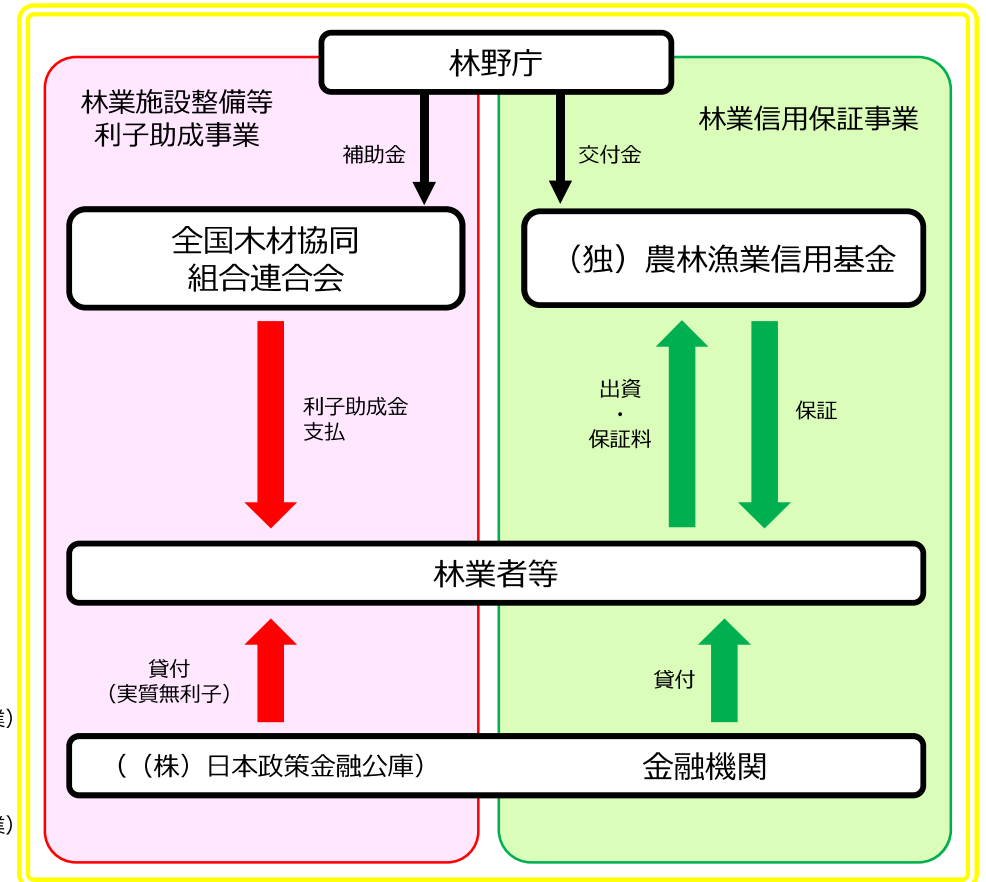 林野庁
林業施設整備等
利子助成事業
林業信用保証事業
補助金
交付金
全国木材協同
組合連合会
（独）農林漁業信用基金
利子助成金
支払
出資
・
保証料
保証
林業者等
貸付
（実質無利子）
貸付
（（株）日本政策金融公庫）
金融機関